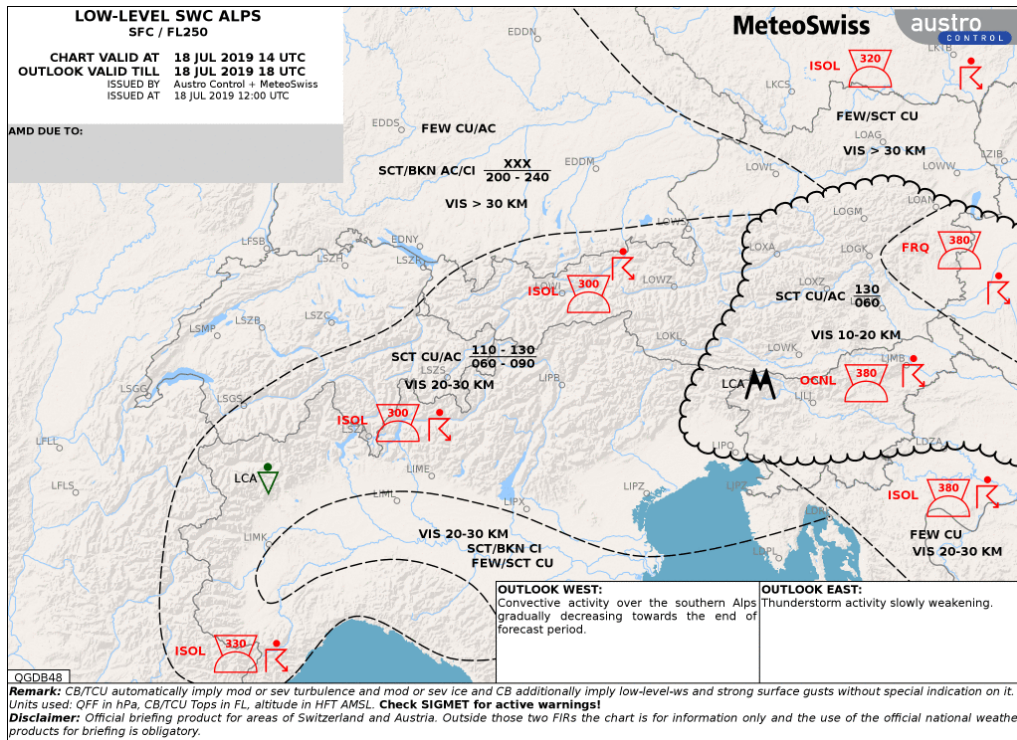 LOW-LEVEL SWC ALPS
SFC / FL250
CHART VALID AT 18 JUL 2019 14 UTC
OUTLOOK VALID TILL 18 JUL 2019 18 UTC
ISSUED BY Austro Control + MeteoSwiss
ISSUED AT 18 JUL 2019 12:00 UTC
AMD DUE TO:
MeteoSwiss
austro
CONTROL
EDDN
LKTB
ISOL 320
LKCS
EDDS
FEW CU/AC
FEW/SCT CU
LOAG
VIS > 30 KM
LZIB
SCT/BKN AC/CI XXX
200 - 240
EDDM
LOWL
LOWW
VIS > 30 KM
LOAN
LOGM
LOWS
LFSB
EDNY
LSZR
LSZH
LOXA
LOGK
FRQ 380
ISOL 300
LOWI
LOWZ
LOXZ
SCT CU/AC 130
060
LSMP
LSZB
LSZC
VIS 10-20 KM
LOKL
LOWK
LIMB
SCT CU/AC 110 - 130
060 - 090
LSZS
VIS 20-30 KM
LIPB
LCA
OCNL 380
LJLJ
LSGG
LSGS
ISOL 300
LSZA
LFLL
LIPQ
LDZA
LCA
LIME
LFLS
LIML
LIPX
LIPZ
LIPZ
ISOL 380
LIMK
VIS 20-30 KM
SCT/BKN CI
FEW/SCT CU
LDPL
FEW CU
VIS 20-30 KM
ISOL 330
OUTLOOK WEST:
Convective activity over the southern Alps
gradually decreasing towards the end of
forecast period.
OUTLOOK EAST:
Thunderstorm activity slowly weakening.
QGDB48
Remark: CB/TCU automatically imply mod or sev turbulence and mod or sev ice and CB additionally imply low-level-ws and strong surface gusts without special indication on it.
Units used: QFF in hPa, CB/TCU Tops in FL, altitude in HFT AMSL. Check SIGMET for active warnings!
Disclaimer: Official briefing product for areas of Switzerland and Austria. Outside those two FIRs the chart is for information only and the use of the official national weathe
products for briefing is obligatory.